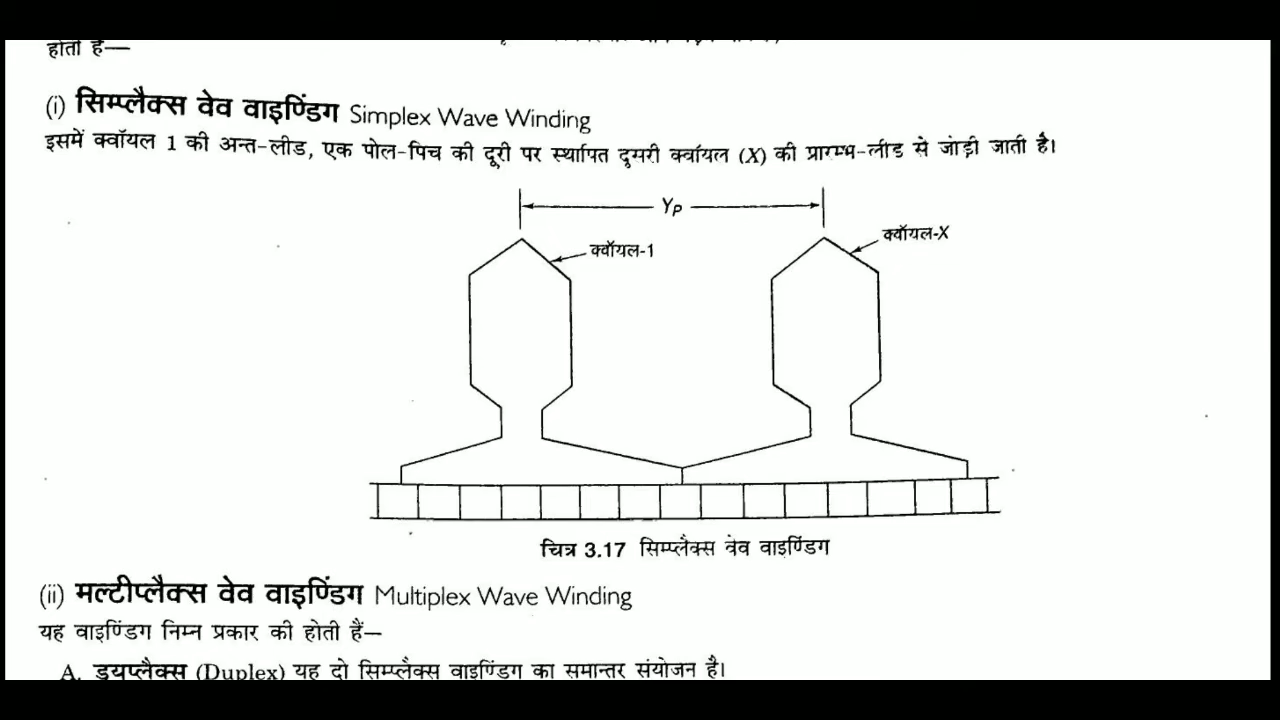 होती है—
(i) सिम्प्लैक्स वेव वाइण्डिंग Simplex Wave Winding
इसमें क्वॉयल 1 की अन्त-लीड, एक पोल-पिच की दूरी पर स्थापित दूसरी क्वॉयल (X) की प्रारम्भ-लीड से जोड़ी जाती है।
YP
क्वॉयल-1
क्वॉयल-X
चित्र 3.17 सिम्प्लैक्स वेव वाइण्डिंग
(ii) मल्टीप्लैक्स वेव वाइण्डिंग Multiplex Wave Winding
यह वाइण्डिंग निम्न प्रकार की होती हैं—
A. डयूप्लैक्स (Duplex) यह दो सिम्प्लैक्स वाइण्डिंग का समान्तर संयोजन है।